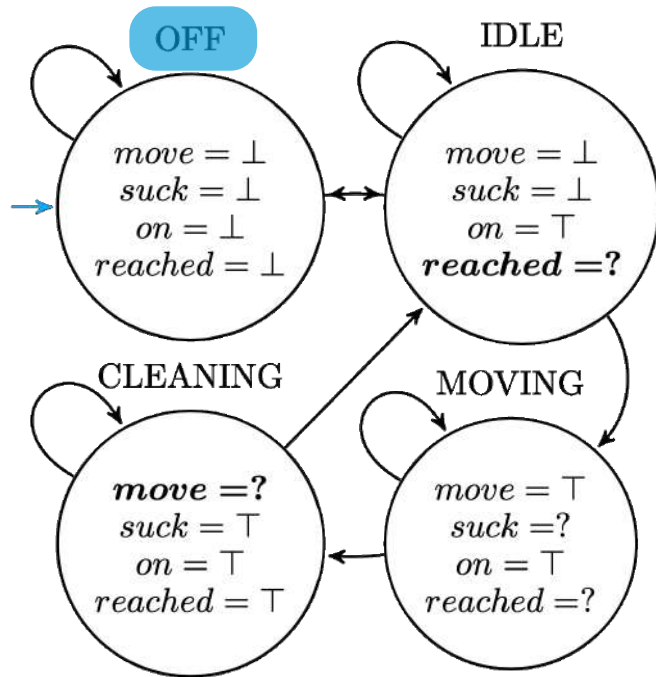 OFF
move = ⊥
suck = ⊥
on = ⊥
reached = ⊥
IDLE
move = ⊥
suck = ⊥
on = ⊤
reached =?
CLEANING
move =?
suck = ⊤
on = ⊤
reached = ⊤
MOVING
move = ⊤
suck =?
on = ⊤
reached =?